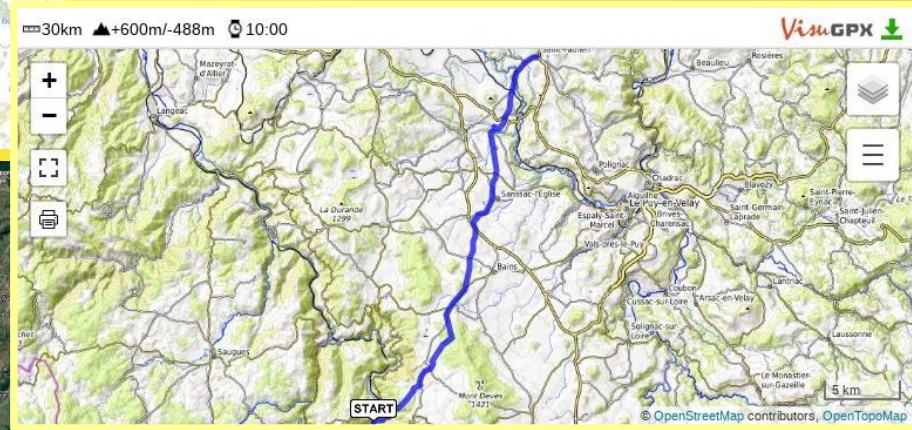 30km +600m/-488m 10:00 VisuGPX
Mazeyrat-
d'Allier
Beaulieu
Rosières
Langeac
Polignac
Chadrac
Blavozy
Saint-Pierre-
Eynac
Sanssac-l'Église
Aiguilhe
Le Puy-en-Velay
La Durande
1299
Espaly-Saint-
Marcel
Brives-
Charensac
Saint-Germain-
Laprade
Saint-Julien-
Chapteuil
Vals-près-le-Puy
Bains
Coubon
Lantriac
Cussac-sur-Loire
Arsac-en-Velay
Solignac-sur-
Loire
Laussonne
Saugues
Le Monastier-
sur-Gazeille
Mont Devès
1421
5 km
START
© OpenStreetMap contributors, OpenTopoMap